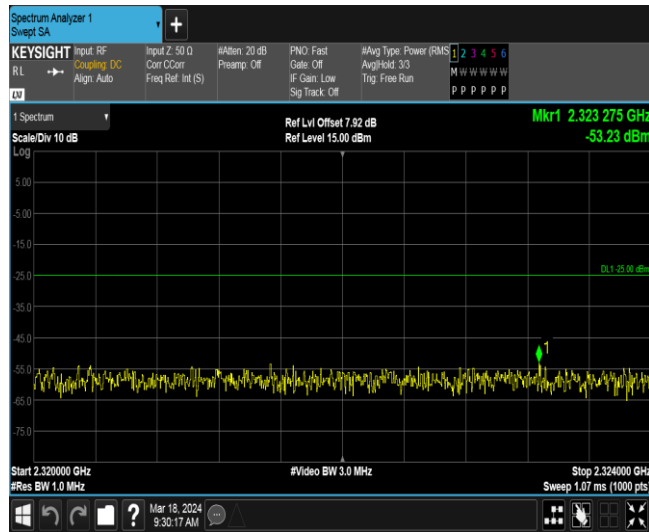 Spectrum Analyzer 1
Swept SA
+
KEYSIGHT Input: RF Input Z: 50 Ω #Atten: 20 dB PNO: Fast #Avg Type: Power (RMS 1 2 3 4 5 6
RL Coupling: DC Corr CCorr Preamp: Off Gate: Off Avg|Hold: 3/3 M W W W W W
Align: Auto Freq Ref: Int (S) IF Gain: Low Trig: Free Run
LXI Sig Track: Off P P P P P P
1 Spectrum Ref Lvl Offset 7.92 dB Mkr1 2.323 275 GHz
Scale/Div 10 dB Ref Level 15.00 dBm -53.23 dBm
Log
5.00
-5.00
-15.0
DL1 -25.00 dBm
-25.0
-35.0
-45.0
1
-55.0
-65.0
-75.0
Start 2.320000 GHz #Video BW 3.0 MHz Stop 2.324000 GHz
#Res BW 1.0 MHz Sweep 1.07 ms (1000 pts)
? Mar 18, 2024
9:30:17 AM